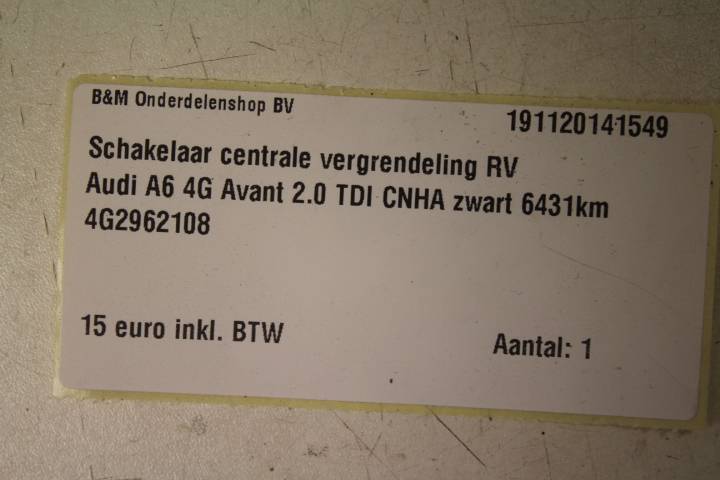 B&M Onderdelenshop BV
191120141549
Schakelaar centrale vergrendeling RV
Audi A6 4G Avant 2.0 TDI CNHA zwart 6431km
4G2962108
15 euro inkl. BTW
Aantal: 1